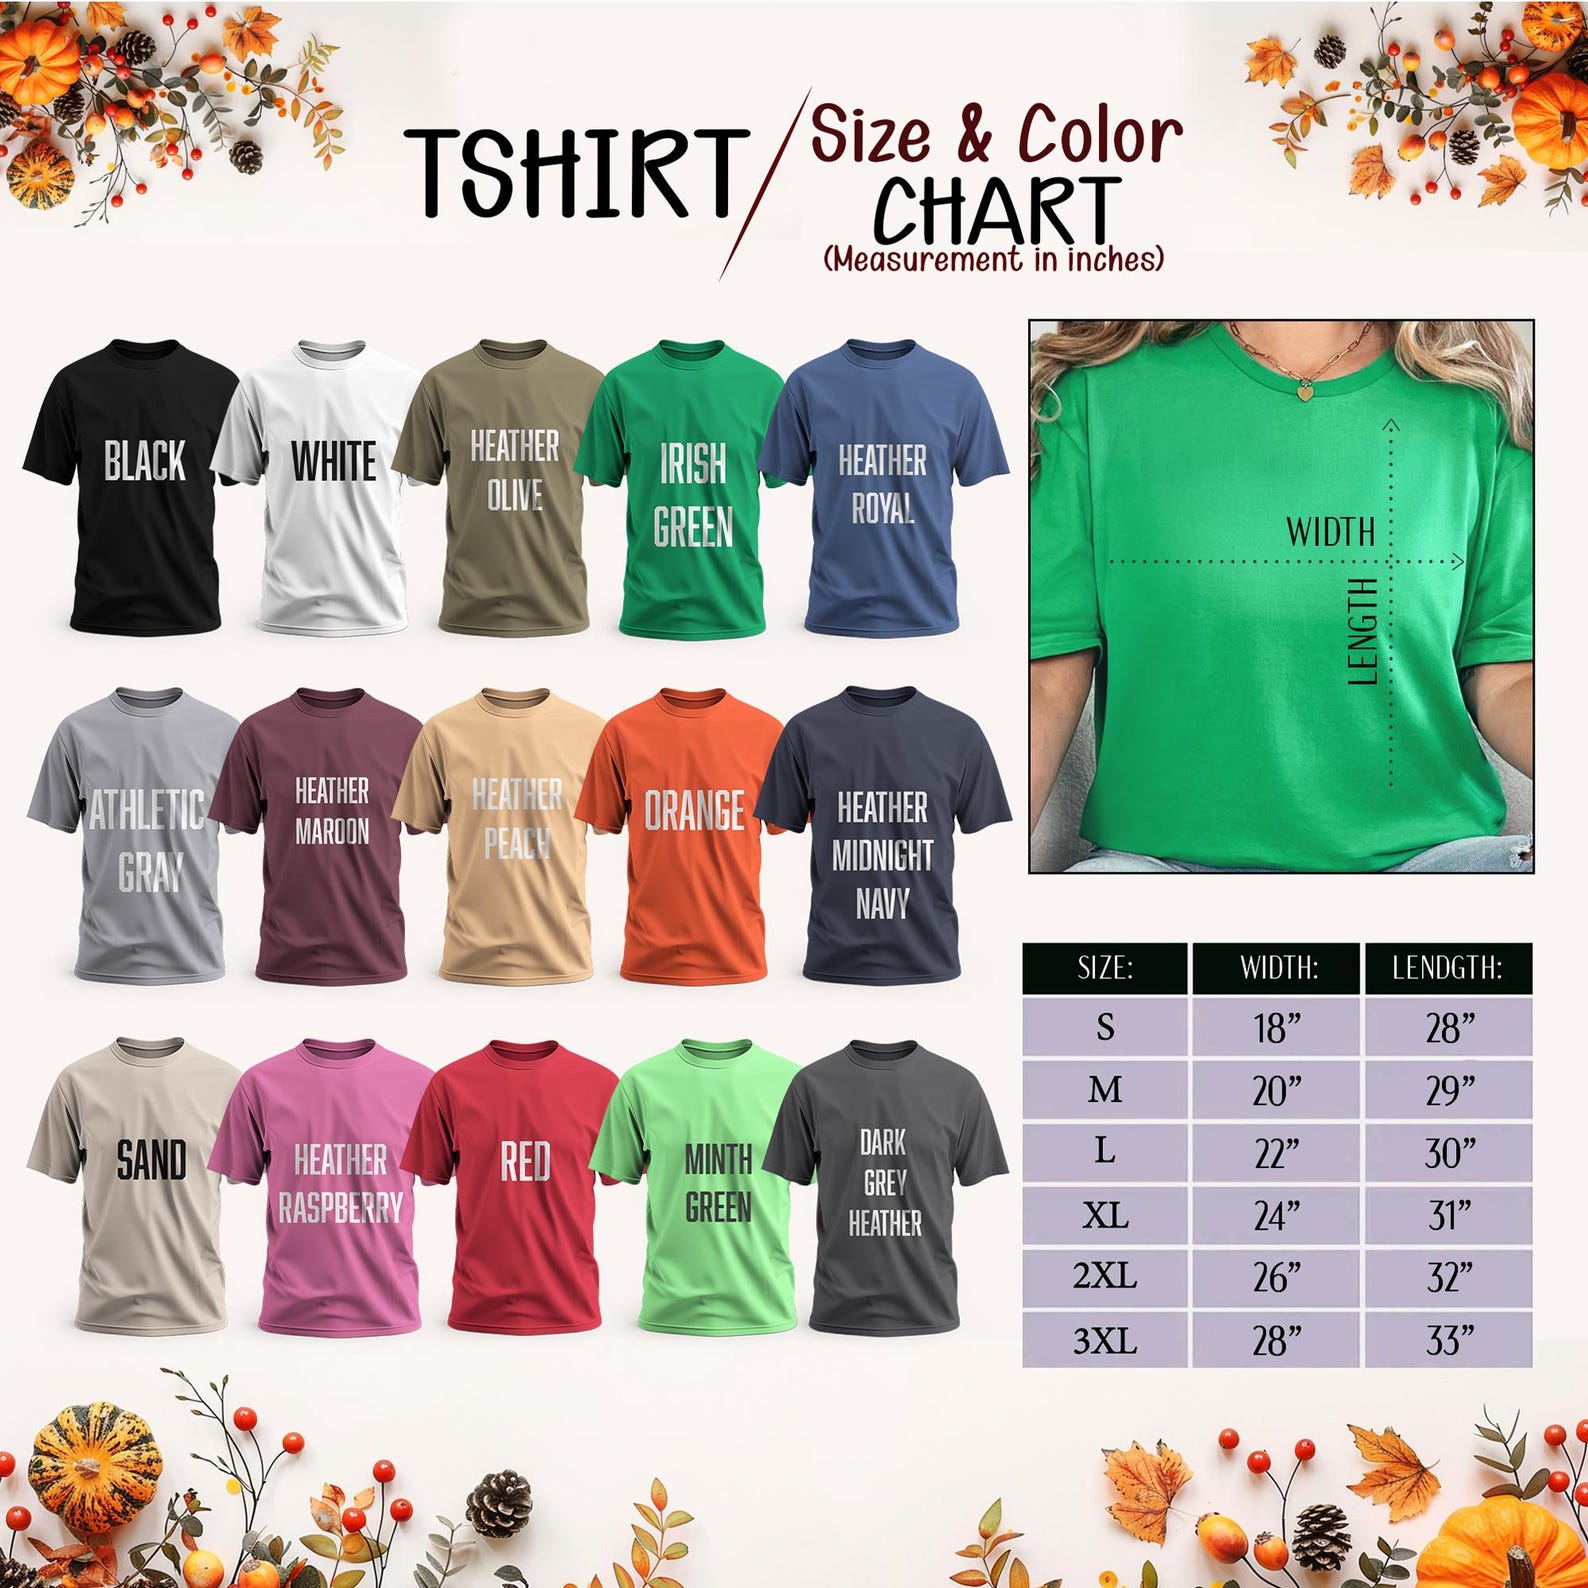 TSHIRT
Size & Color
CHART
(Measurement in inches)
BLACK
WHITE
HEATHER
OLIVE
IRISH
GREEN
HEATHER
ROYAL
ATHLETIC
GRAY
HEATHER
MAROON
HEATHER
PEACH
ORANGE
HEATHER
MIDNIGHT
NAVY
SAND
HEATHER
RASPBERRY
RED
MINTH
GREEN
DARK
GREY
HEATHER
WIDTH
LENGTH
SIZE: WIDTH: LENDGTH:
S 18” 28”
M 20” 29”
L 22” 30”
XL 24” 31”
2XL 26” 32”
3XL 28” 33”